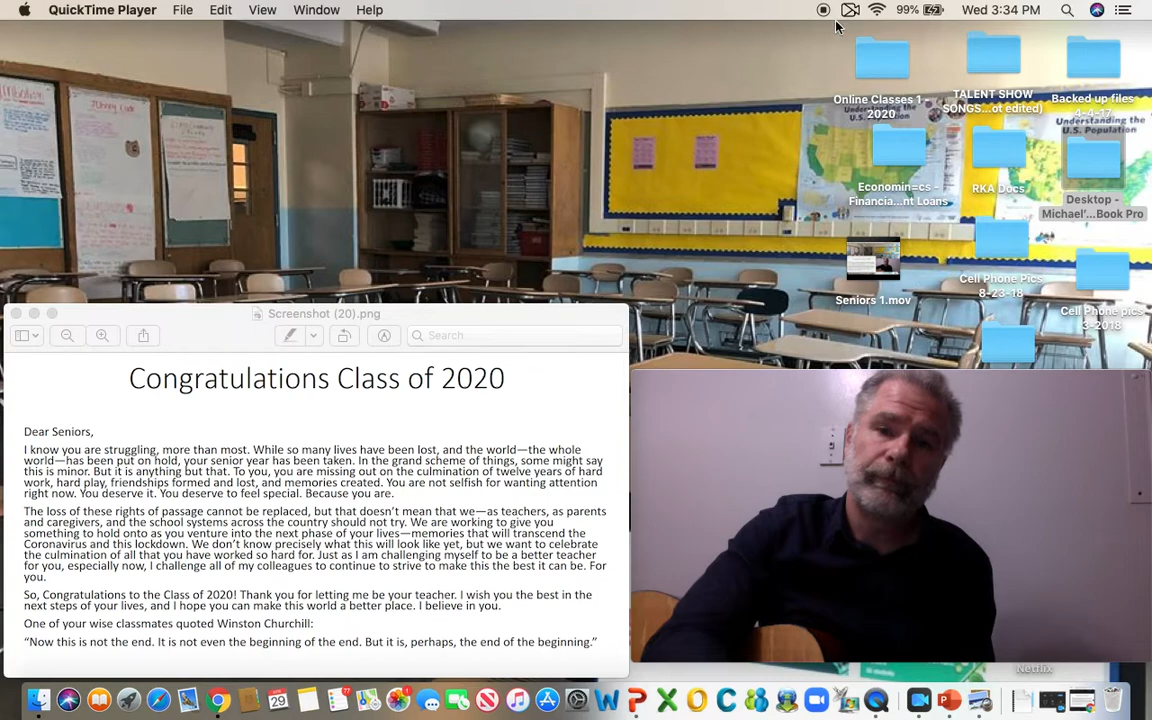 QuickTime Player File Edit View Window Help 99% Wed 3:34 PM
Online Classes 1 -
2020
TALENT SHOW
SONGS...ot edited)
Backed up files
4-4-17
Understanding the
U.S. Population
Economin=cs -
Financia...nt Loans
RKA Docs
Desktop -
Michael'...Book Pro
Seniors 1.mov
Cell Phone Pics
8-23-18
Cell Phone pics
3-2018
Screenshot (20).png
Search
Congratulations Class of 2020
Dear Seniors,
I know you are struggling, more than most. While so many lives have been lost, and the world—the whole
world—has been put on hold, your senior year has been taken. In the grand scheme of things, some might say
this is minor. But it is anything but that. To you, you are missing out on the culmination of twelve years of hard
work, hard play, friendships formed and lost, and memories created. You are not selfish for wanting attention
right now. You deserve it. You deserve to feel special. Because you are.
The loss of these rights of passage cannot be replaced, but that doesn't mean that we—as teachers, as parents
and caregivers, and the school systems across the country should not try. We are working to give you
something to hold onto as you venture into the next phase of your lives—memories that will transcend the
Coronavirus and this lockdown. We don't know precisely what this will look like yet, but we want to celebrate
the culmination of all that you have worked so hard for. Just as I am challenging myself to be a better teacher
for you, especially now, I challenge all of my colleagues to continue to strive to make this the best it can be. For
you.
So, Congratulations to the Class of 2020! Thank you for letting me be your teacher. I wish you the best in the
next steps of your lives, and I hope you can make this world a better place. I believe in you.
One of your wise classmates quoted Winston Churchill:
"Now this is not the end. It is not even the beginning of the end. But it is, perhaps, the end of the beginning."
Netflix